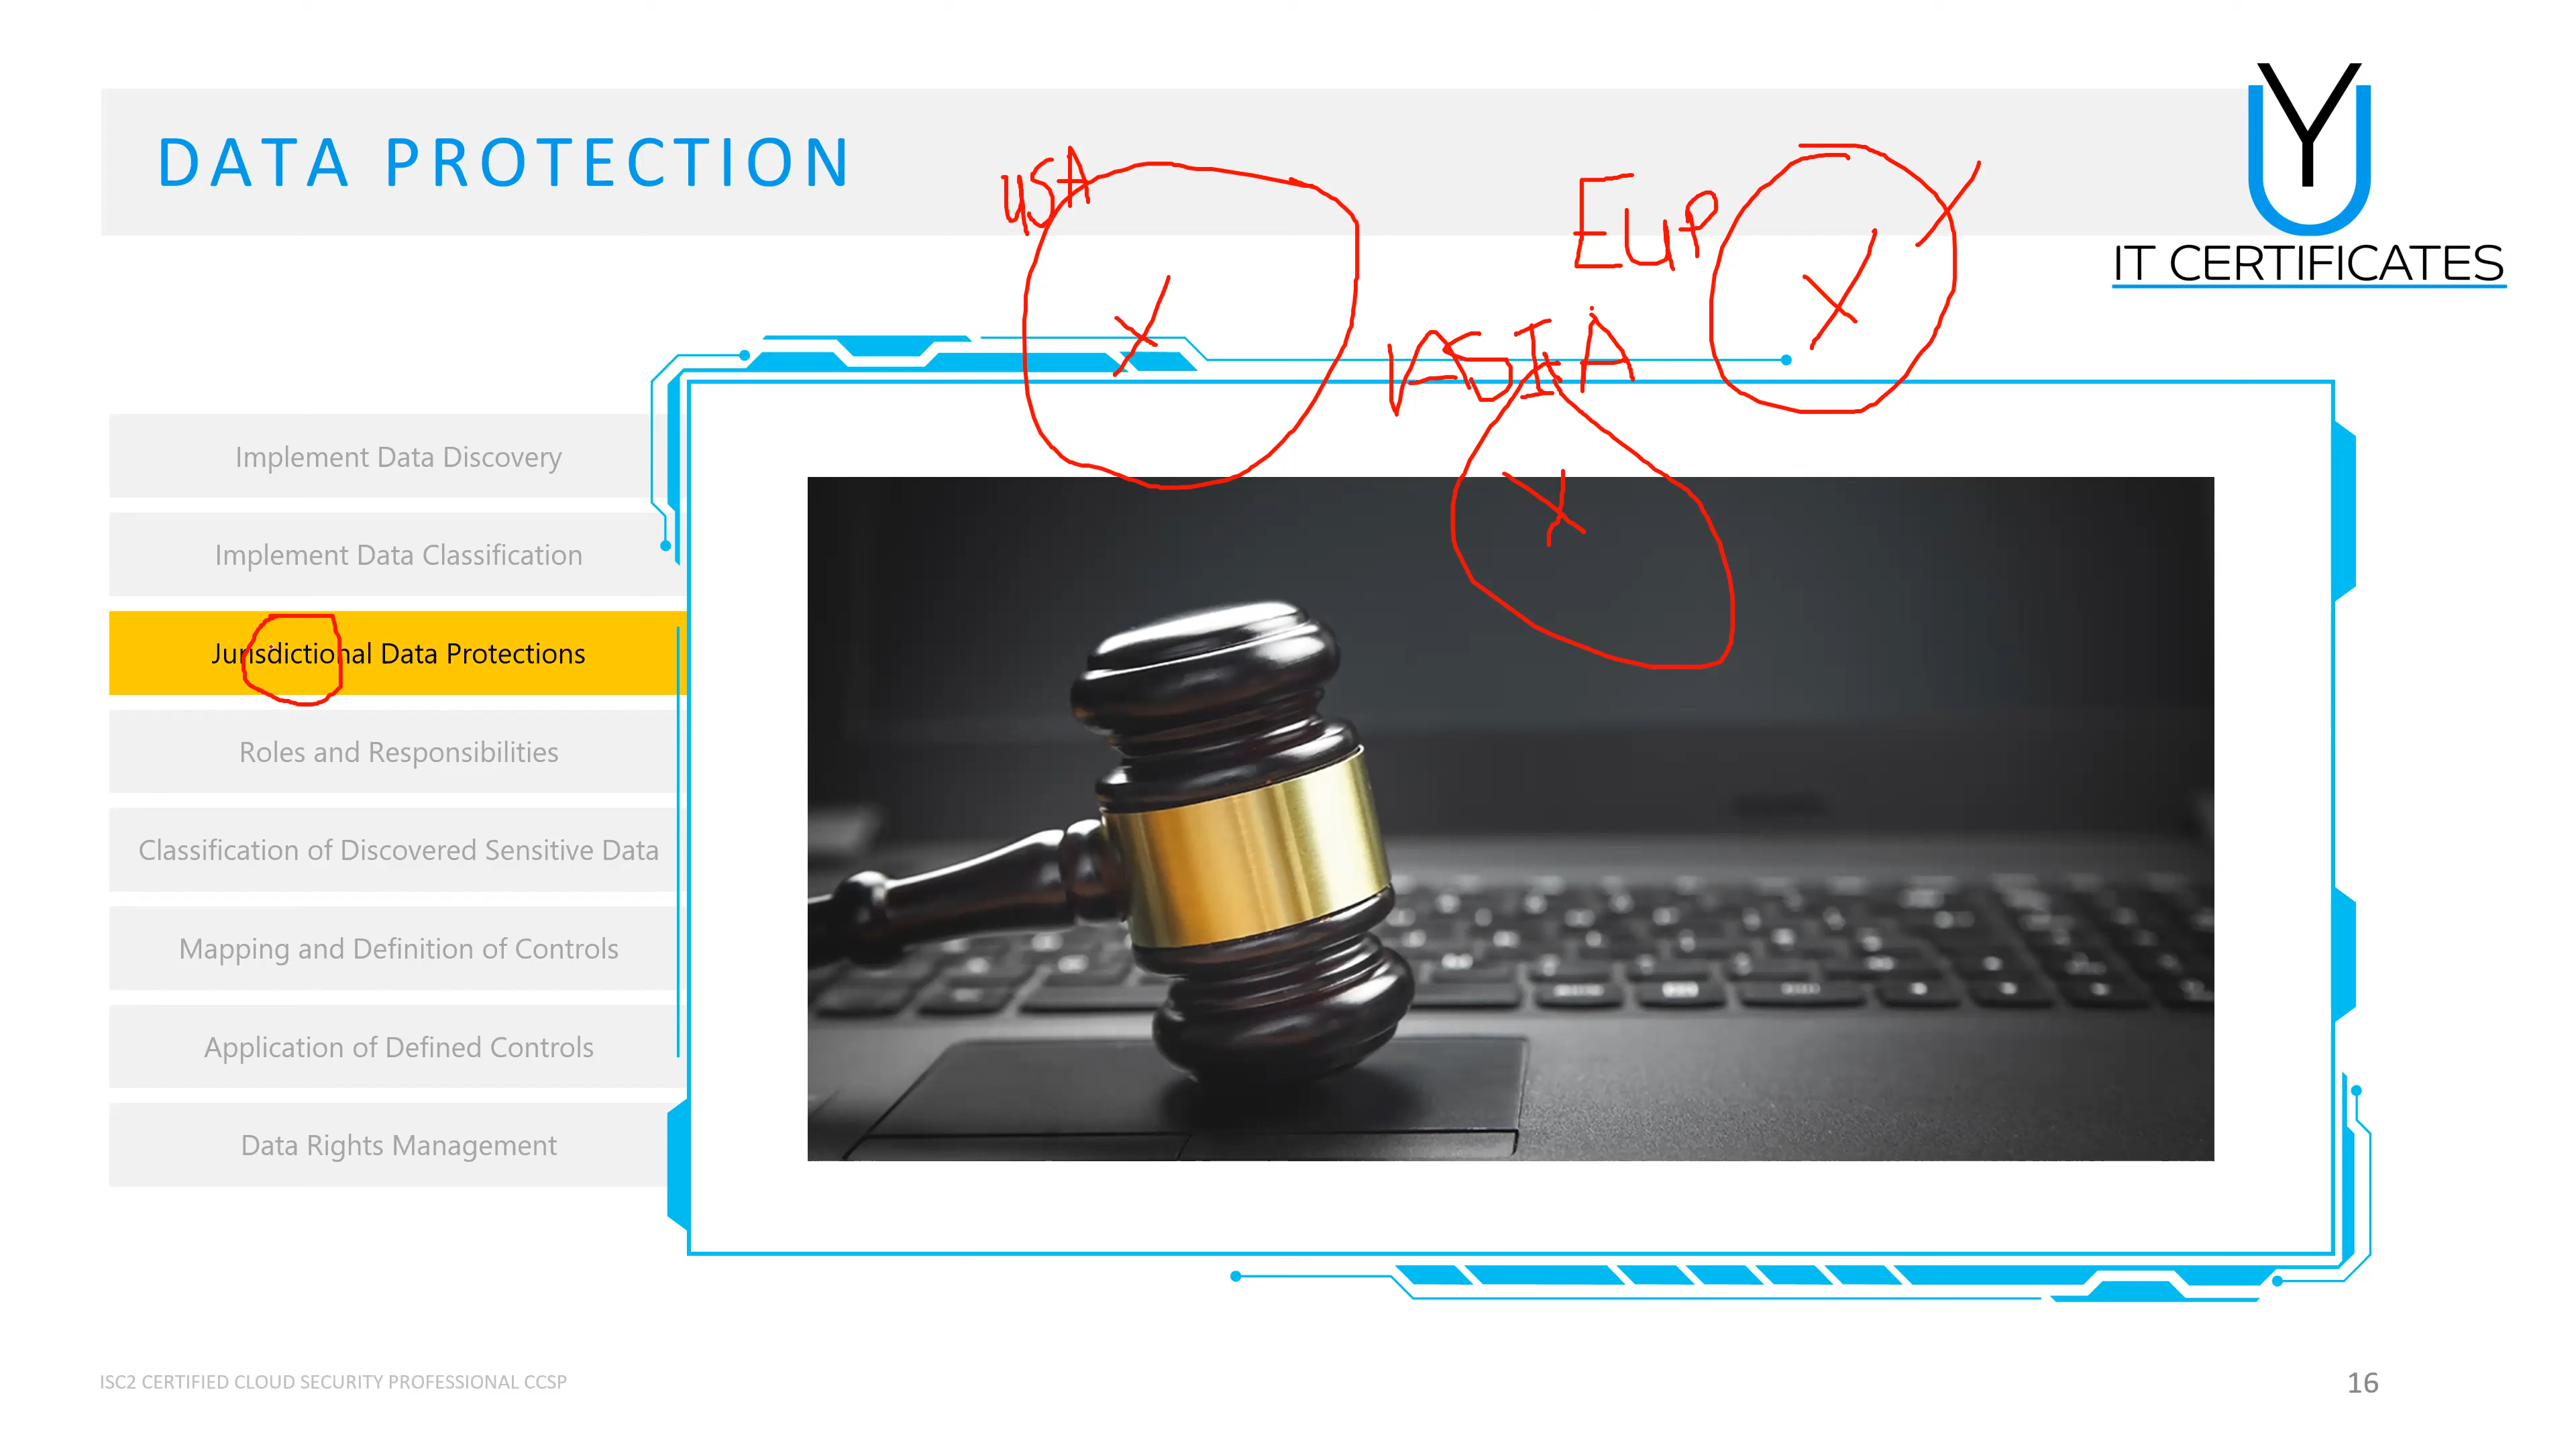 DATA PROTECTION
USA
EUP
ASIA
Y
IT CERTIFICATES
Implement Data Discovery
Implement Data Classification
Jurisdictional Data Protections
Roles and Responsibilities
Classification of Discovered Sensitive Data
Mapping and Definition of Controls
Application of Defined Controls
Data Rights Management
ISC2 CERTIFIED CLOUD SECURITY PROFESSIONAL CCSP
16